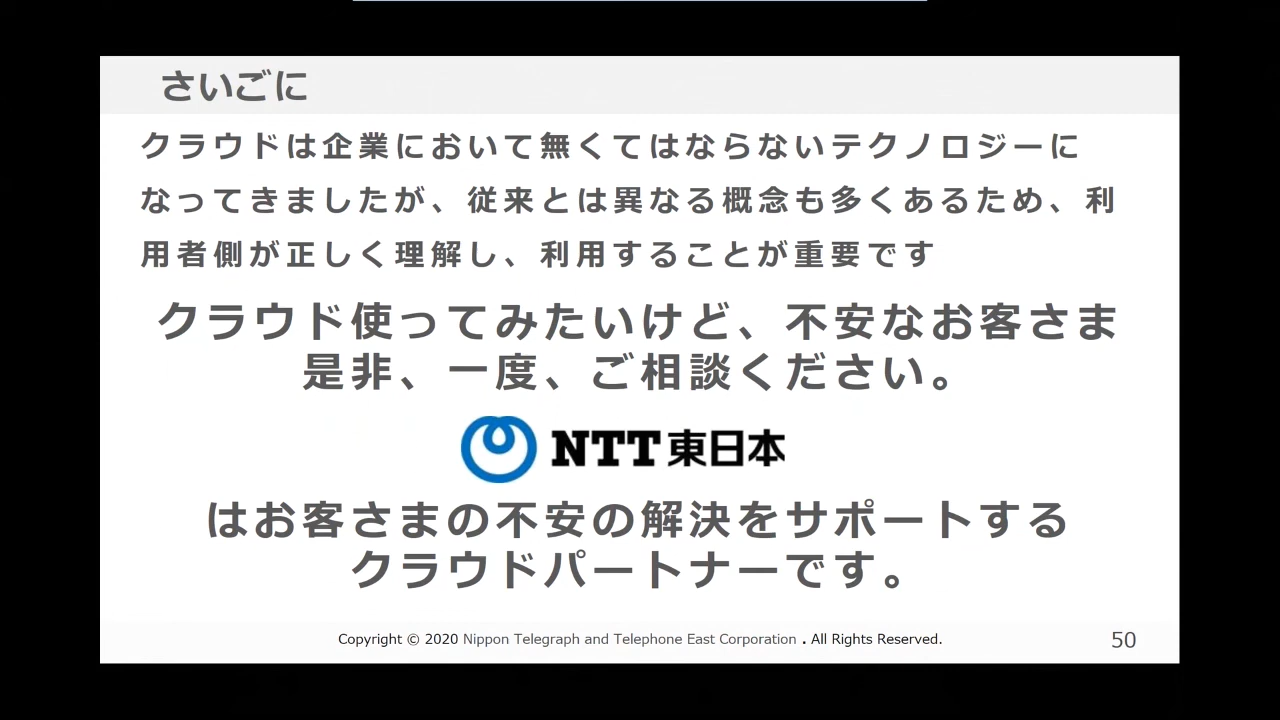 さいごに
クラウドは企業において無くてはならないテクノロジーに
なってきましたが、従来とは異なる概念も多くあるため、利
用者側が正しく理解し、利用することが重要です
クラウド使ってみたいけど、不安なお客さま
是非、一度、ご相談ください。
NTT東日本
はお客さまの不安の解決をサポートする
クラウドパートナーです。
Copyright © 2020 Nippon Telegraph and Telephone East Corporation . All Rights Reserved.
50